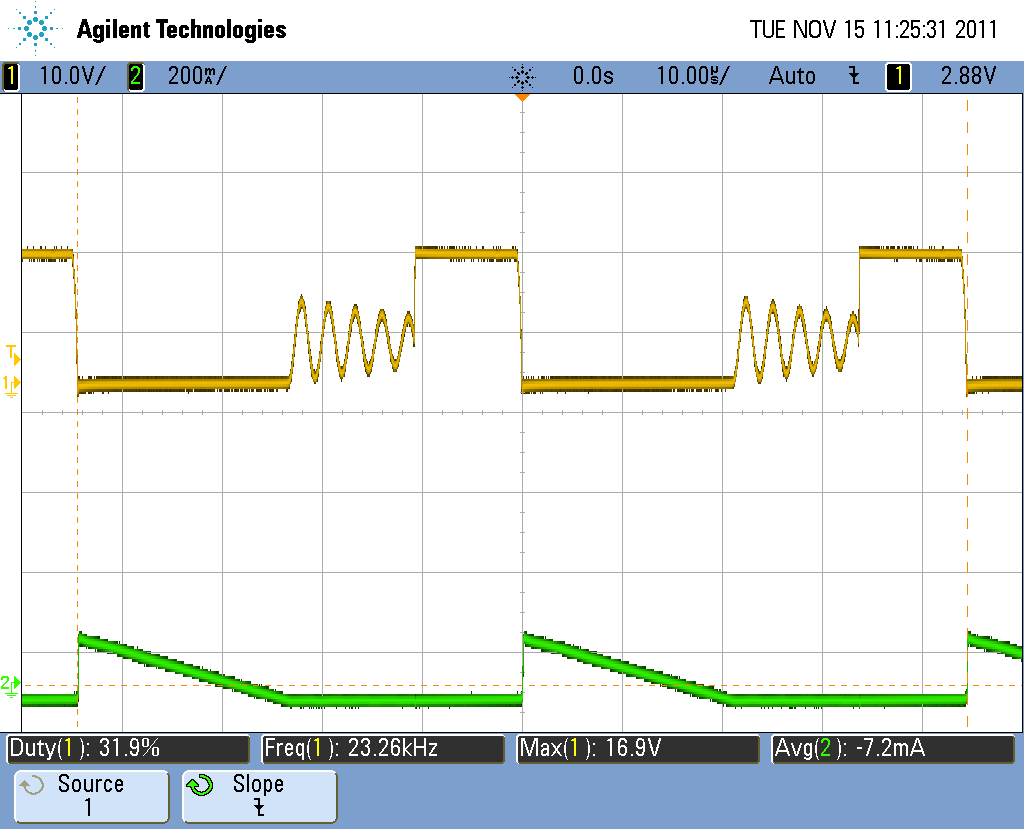 Agilent Technologies TUE NOV 15 11:25:31 2011
1 10.0V/ 2 200mA/ 0.0s 10.00us/ Auto 1 2.88V
T
1
2
Duty(1): 31.9% Freq(1): 23.26kHz Max(1): 16.9V Avg(2): -7.2mA
Source Slope
1